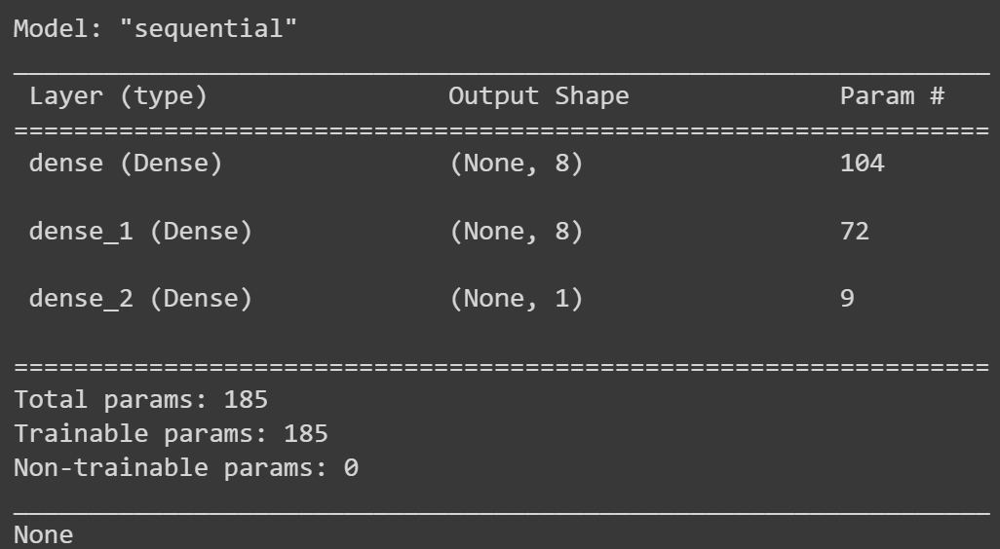 Model: "sequential"
_________________________________________________________________
 Layer (type)                Output Shape              Param #
=================================================================
 dense (Dense)               (None, 8)                 104

 dense_1 (Dense)             (None, 8)                 72

 dense_2 (Dense)             (None, 1)                 9

=================================================================
Total params: 185
Trainable params: 185
Non-trainable params: 0
_________________________________________________________________
None